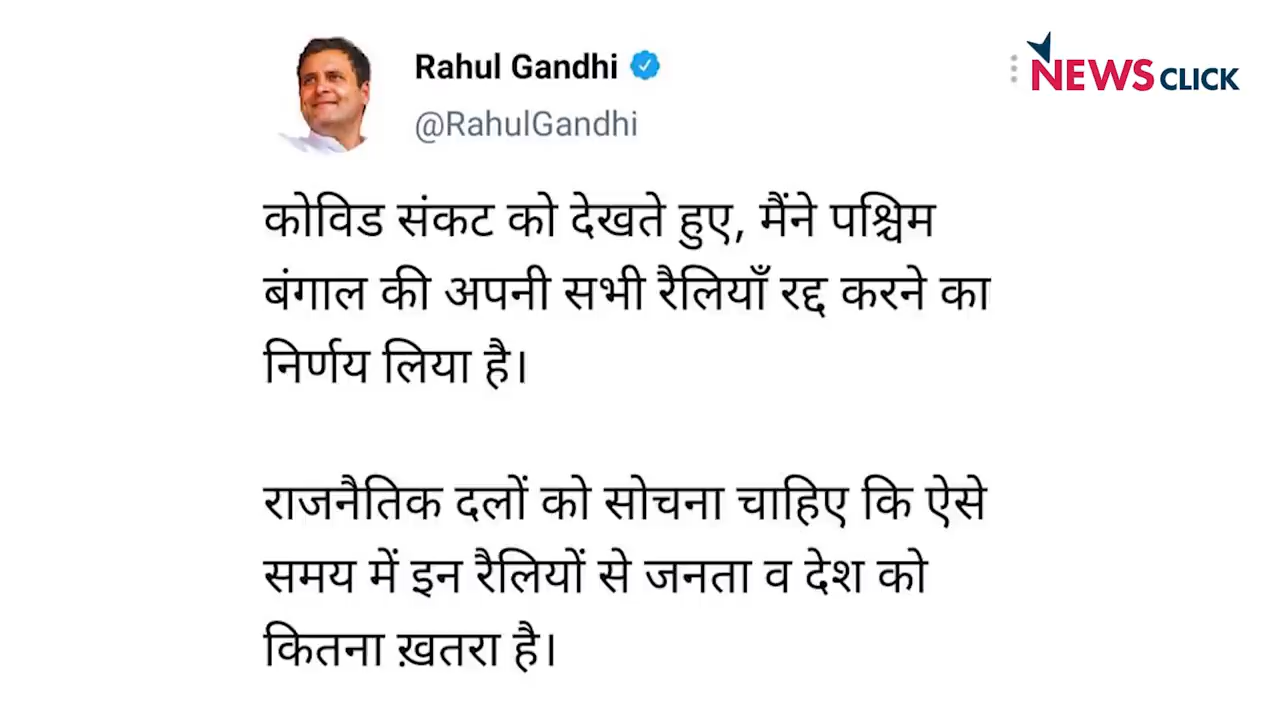 Rahul Gandhi
@RahulGandhi
NEWSCLICK
कोविड संकट को देखते हुए, मैंने पश्चिम
बंगाल की अपनी सभी रैलियाँ रद्द करने का
निर्णय लिया है।
राजनैतिक दलों को सोचना चाहिए कि ऐसे
समय में इन रैलियों से जनता व देश को
कितना ख़तरा है।